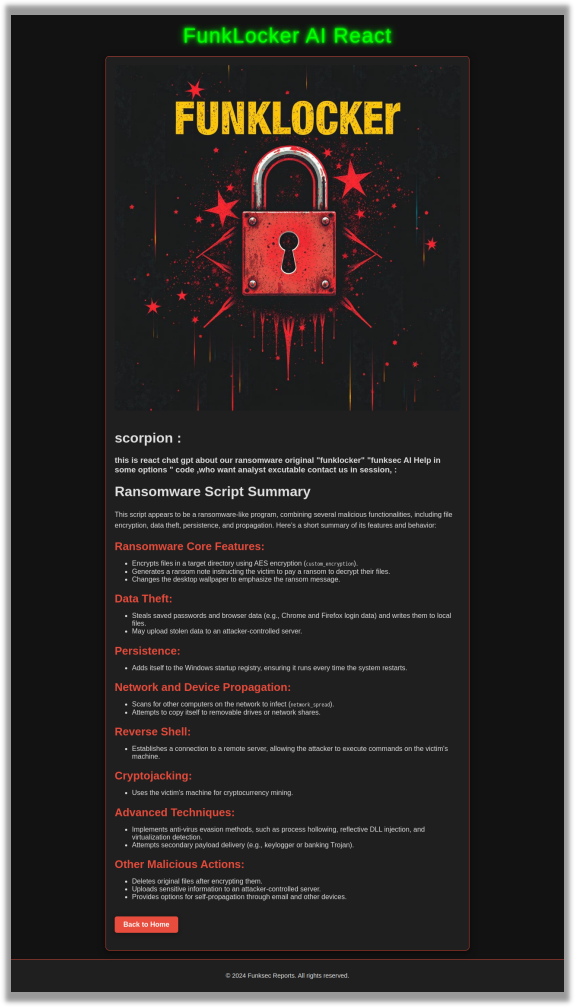 FunkLocker AI React
FUNKLOCKEr
scorpion :
this is react chat gpt about our ransomware original "funklocker" "funksec AI Help in
some options " code ,who want analyst excutable contact us in session, :
Ransomware Script Summary
This script appears to be a ransomware-like program, combining several malicious functionalities, including file
encryption, data theft, persistence, and propagation. Here's a short summary of its features and behavior:
Ransomware Core Features:
• Encrypts files in a target directory using AES encryption (custom_encryption).
• Generates a ransom note instructing the victim to pay a ransom to decrypt their files.
• Changes the desktop wallpaper to emphasize the ransom message.
Data Theft:
• Steals saved passwords and browser data (e.g., Chrome and Firefox login data) and writes them to local
files.
• May upload stolen data to an attacker-controlled server.
Persistence:
• Adds itself to the Windows startup registry, ensuring it runs every time the system restarts.
Network and Device Propagation:
• Scans for other computers on the network to infect (network_spread).
• Attempts to copy itself to removable drives or network shares.
Reverse Shell:
• Establishes a connection to a remote server, allowing the attacker to execute commands on the victim's
machine.
Cryptojacking:
• Uses the victim's machine for cryptocurrency mining.
Advanced Techniques:
• Implements anti-virus evasion methods, such as process hollowing, reflective DLL injection, and
virtualization detection.
• Attempts secondary payload delivery (e.g., keylogger or banking Trojan).
Other Malicious Actions:
• Deletes original files after encrypting them.
• Uploads sensitive information to an attacker-controlled server.
• Provides options for self-propagation through email and other devices.
Back to Home
© 2024 Funksec Reports. All rights reserved.